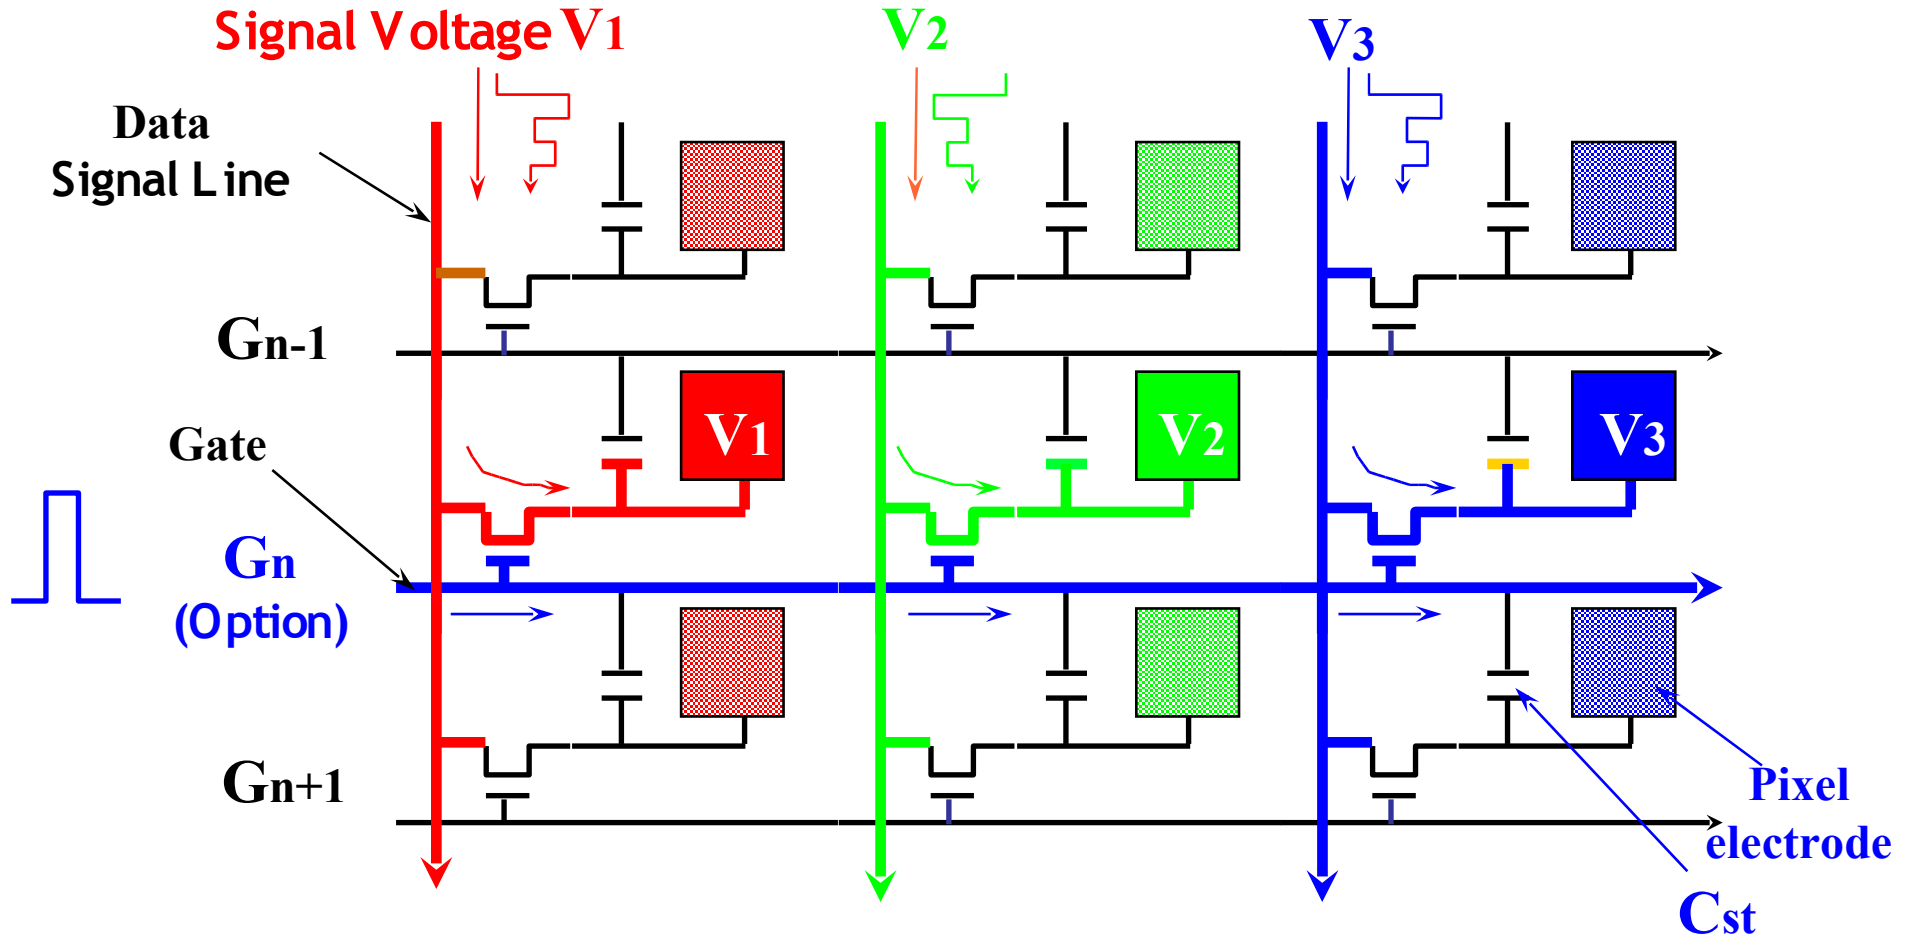 Signal Voltage V1
V2
V3
Data
Signal Line
Gn-1
Gate
V1
V2
V3
Gn
(Option)
Gn+1
Pixel
electrode
Cst